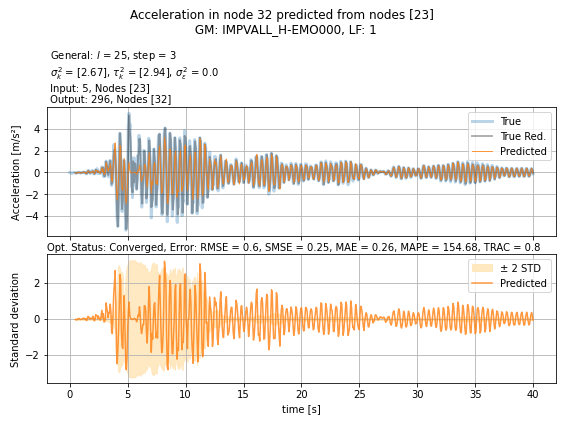 Acceleration in node 32 predicted from nodes [23]
GM: IMPVALL_H-EMO000, LF: 1
General: l = 25, step = 3
σ²ₖ = [2.67], τ²ₖ = [2.94], σ²ε = 0.0
Input: 5, Nodes [23]
Output: 296, Nodes [32]
True
True Red.
Predicted
4
2
0
−2
−4
Acceleration [m/s²]
Opt. Status: Converged, Error: RMSE = 0.6, SMSE = 0.25, MAE = 0.26, MAPE = 154.68, TRAC = 0.8
± 2 STD
Predicted
2
0
−2
Standard deviation
0 5 10 15 20 25 30 35 40
time [s]